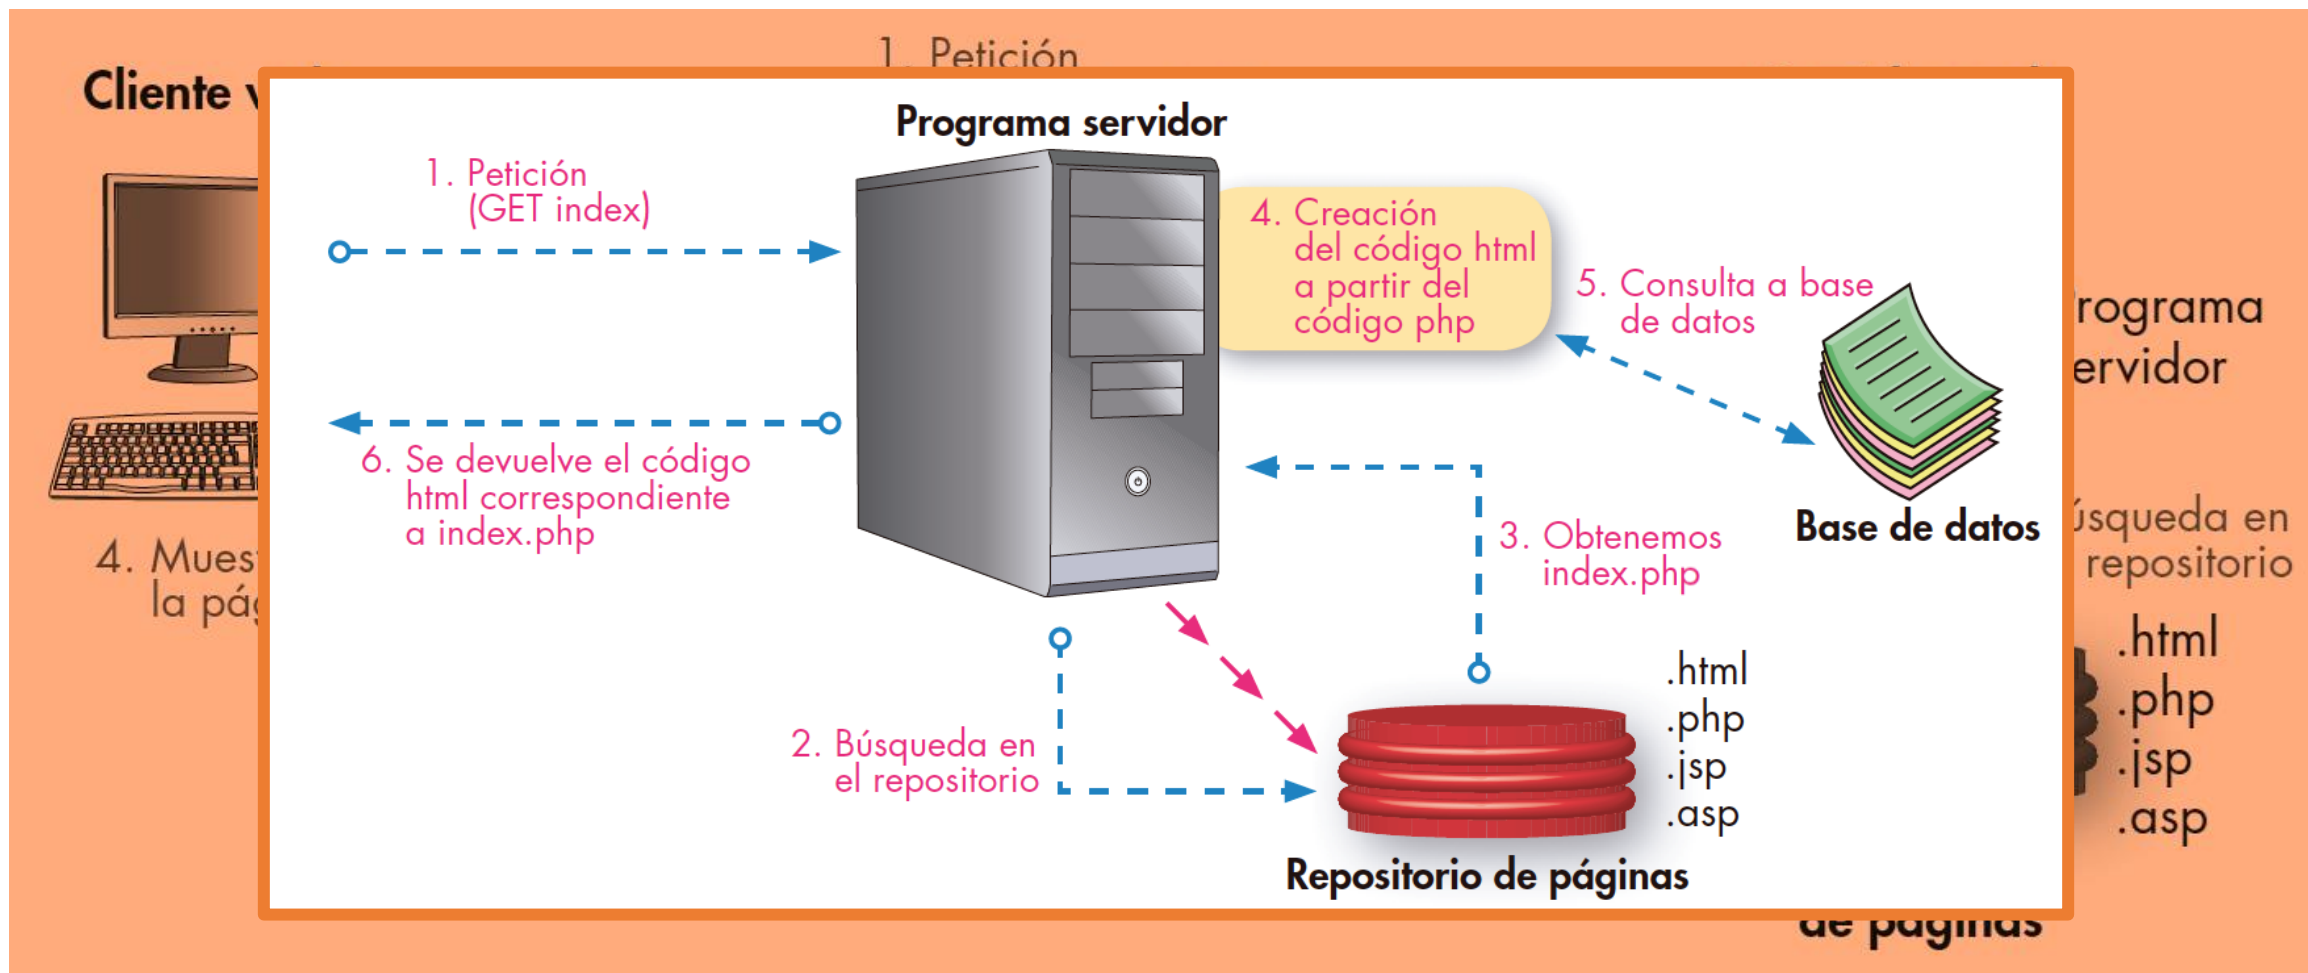 1. Petición
Cliente
Programa servidor
1. Petición
(GET index)
4. Creación
del código html
a partir del
código php
5. Consulta a base
de datos
6. Se devuelve el código
html correspondiente
a index.php
3. Obtenemos
index.php
Base de datos
2. Búsqueda en
el repositorio
.html
.php
.jsp
.asp
Repositorio de páginas
rograma
ervidor
úsqueda en
repositorio
.html
.php
.jsp
.asp
4. Mues
la pág
de páginas